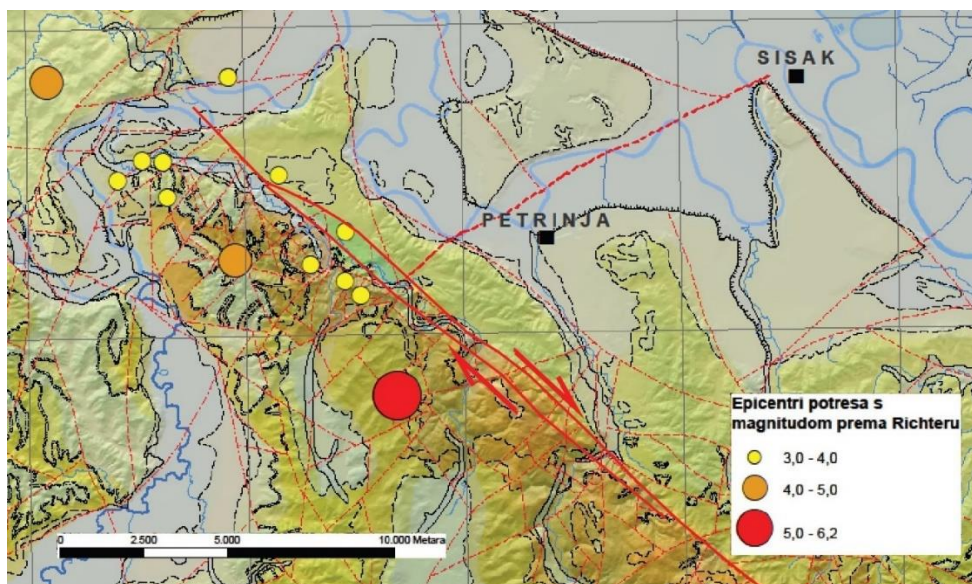 SISAK
PETRINJA
Epicentri potresa s
magnitudom prema Richteru
3,0 - 4,0
4,0 - 5,0
5,0 - 6,2
0 2.500 5.000 10.000 Metara